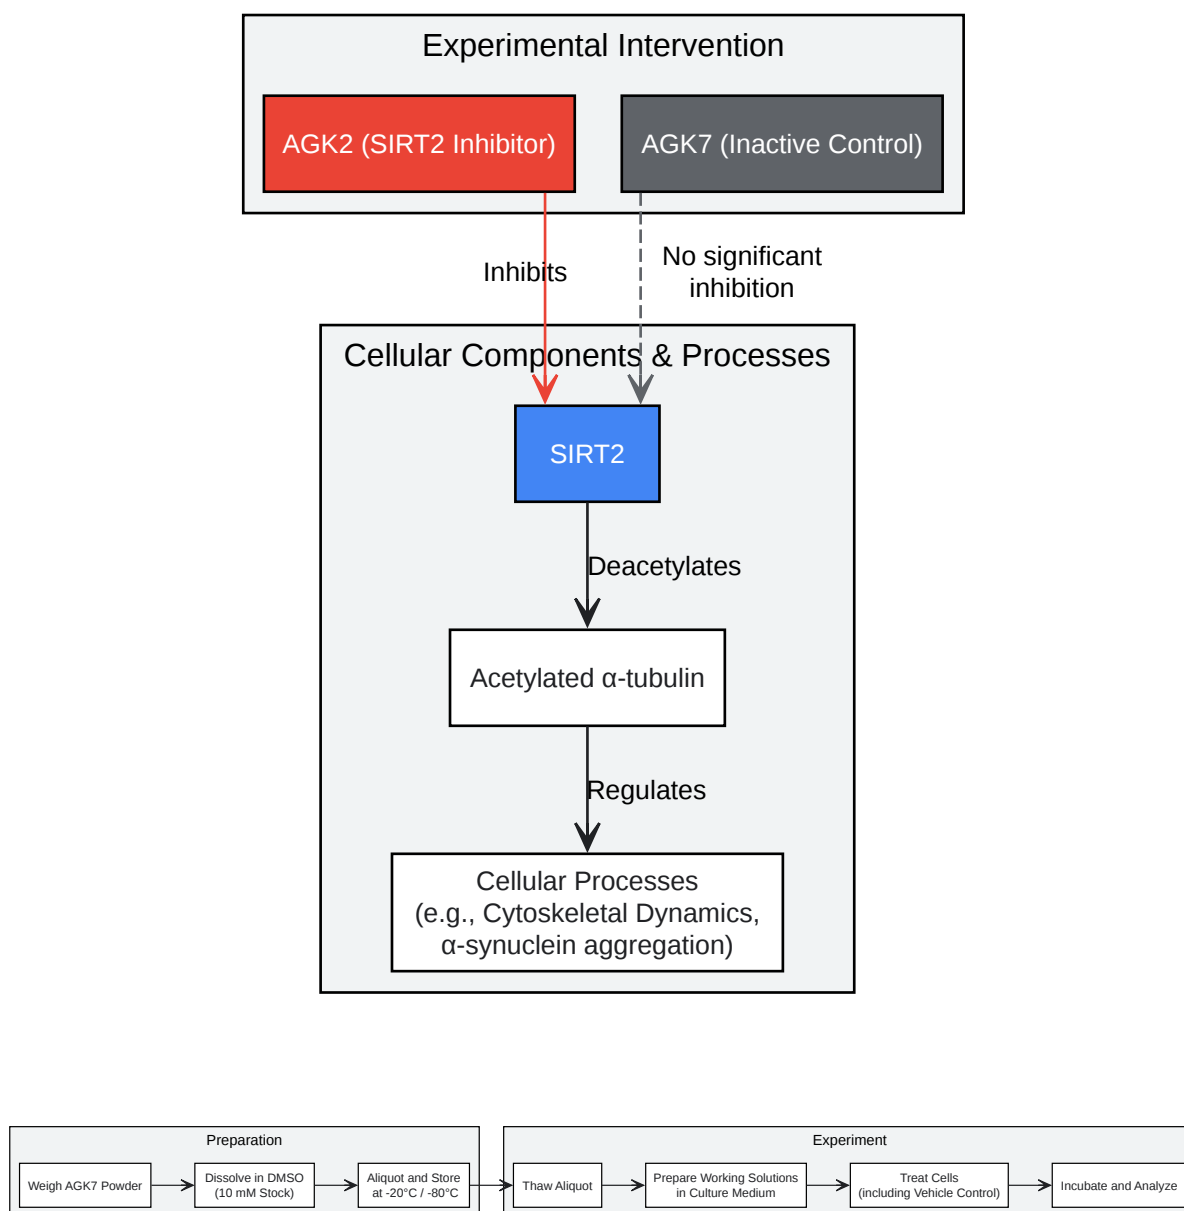 Experimental Intervention
AGK2 (SIRT2 Inhibitor)
AGK7 (Inactive Control)
Inhibits
No significant
inhibition
Cellular Components & Processes
SIRT2
Deacetylates
Acetylated α-tubulin
Regulates
Cellular Processes
(e.g., Cytoskeletal Dynamics,
α-synuclein aggregation)
Preparation
Weigh AGK7 Powder
Dissolve in DMSO
(10 mM Stock)
Aliquot and Store
at -20°C / -80°C
Experiment
Thaw Aliquot
Prepare Working Solutions
in Culture Medium
Treat Cells
(including Vehicle Control)
Incubate and Analyze